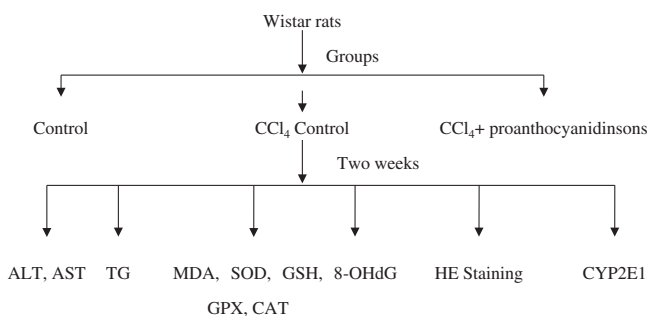 Wistar rats
Groups
Control CCl₄ Control CCl₄+ proanthocyanidinsons
Two weeks
ALT, AST TG MDA, SOD, GSH, 8-OHdG HE Staining CYP2E1
GPX, CAT